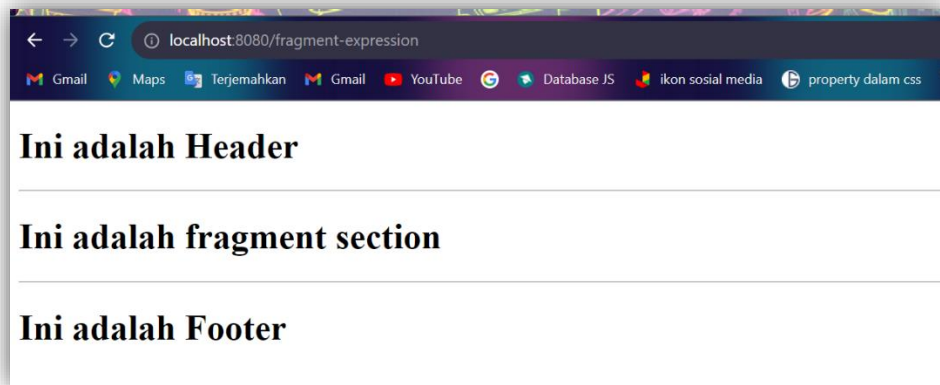 localhost:8080/fragment-expression
Gmail Maps Terjemahkan Gmail YouTube Database JS ikon sosial media property dalam css
Ini adalah Header
Ini adalah fragment section
Ini adalah Footer